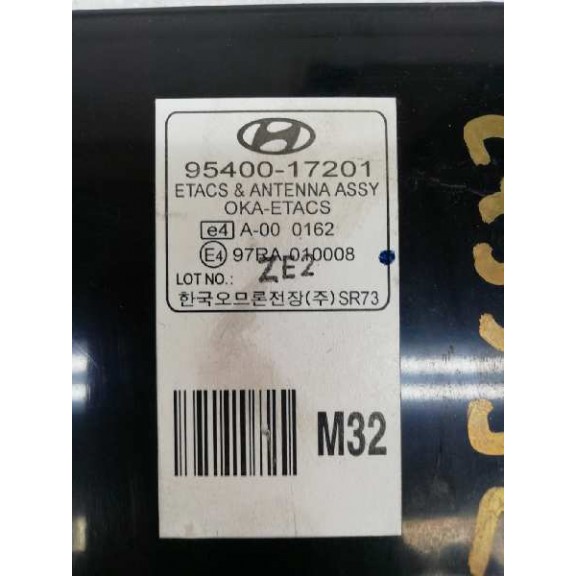 95400-17201
ETACS & ANTENNA ASSY
OKA-ETACS
e4 A-00 0162
E4 97RA-010008
LOT NO.: ZE2
한국오므론전장(주) SR73
M32